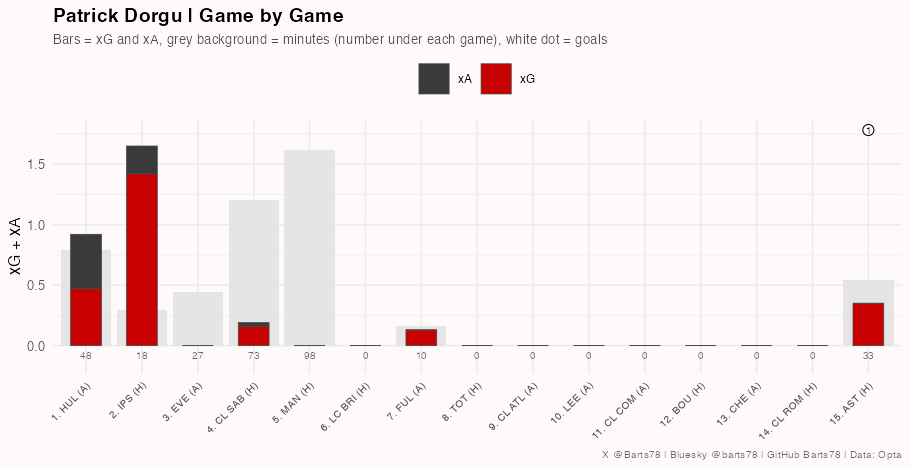 Patrick Dorgu | Game by Game
Bars = xG and xA, grey background = minutes (number under each game), white dot = goals
xA xG
1
1.5
1.0
0.5
0.0
xG + xA
48 18 27 73 98 0 10 0 0 0 0 0 0 0 33
1. HUL (A)
2. IPS (H)
3. EVE (A)
4. CL SAB (H)
5. MAN (H)
6. LC BRI (H)
7. FUL (A)
8. TOT (H)
9. CL ATL (A)
10. LEE (A)
11. CL COM (A)
12. BOU (H)
13. CHE (A)
14. CL ROM (H)
15. AST (H)
X @Barts78 | Bluesky @barts78 | GitHub Barts78 | Data: Opta